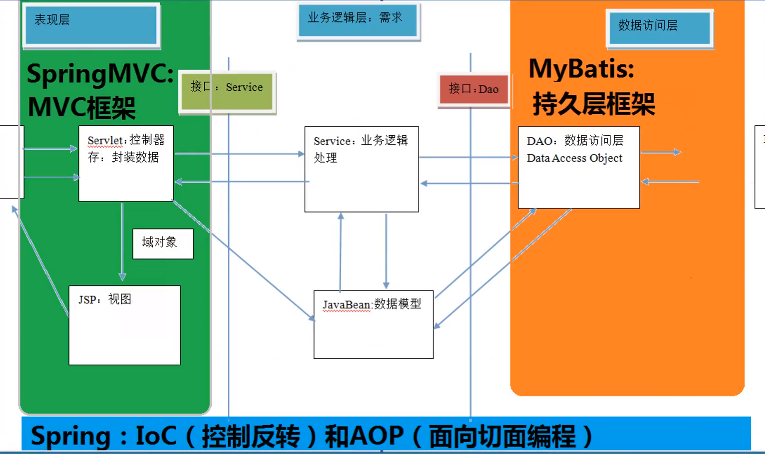 表现层
业务逻辑层：需求
数据访问层
SpringMVC:
MVC框架
接口：Service
接口：Dao
MyBatis:
持久层框架
Servlet：控制器
存：封装数据
Service：业务逻辑
处理
DAO：数据访问层
Data Access Object
域对象
JSP：视图
JavaBean:数据模型
Spring：IoC（控制反转）和AOP（面向切面编程）